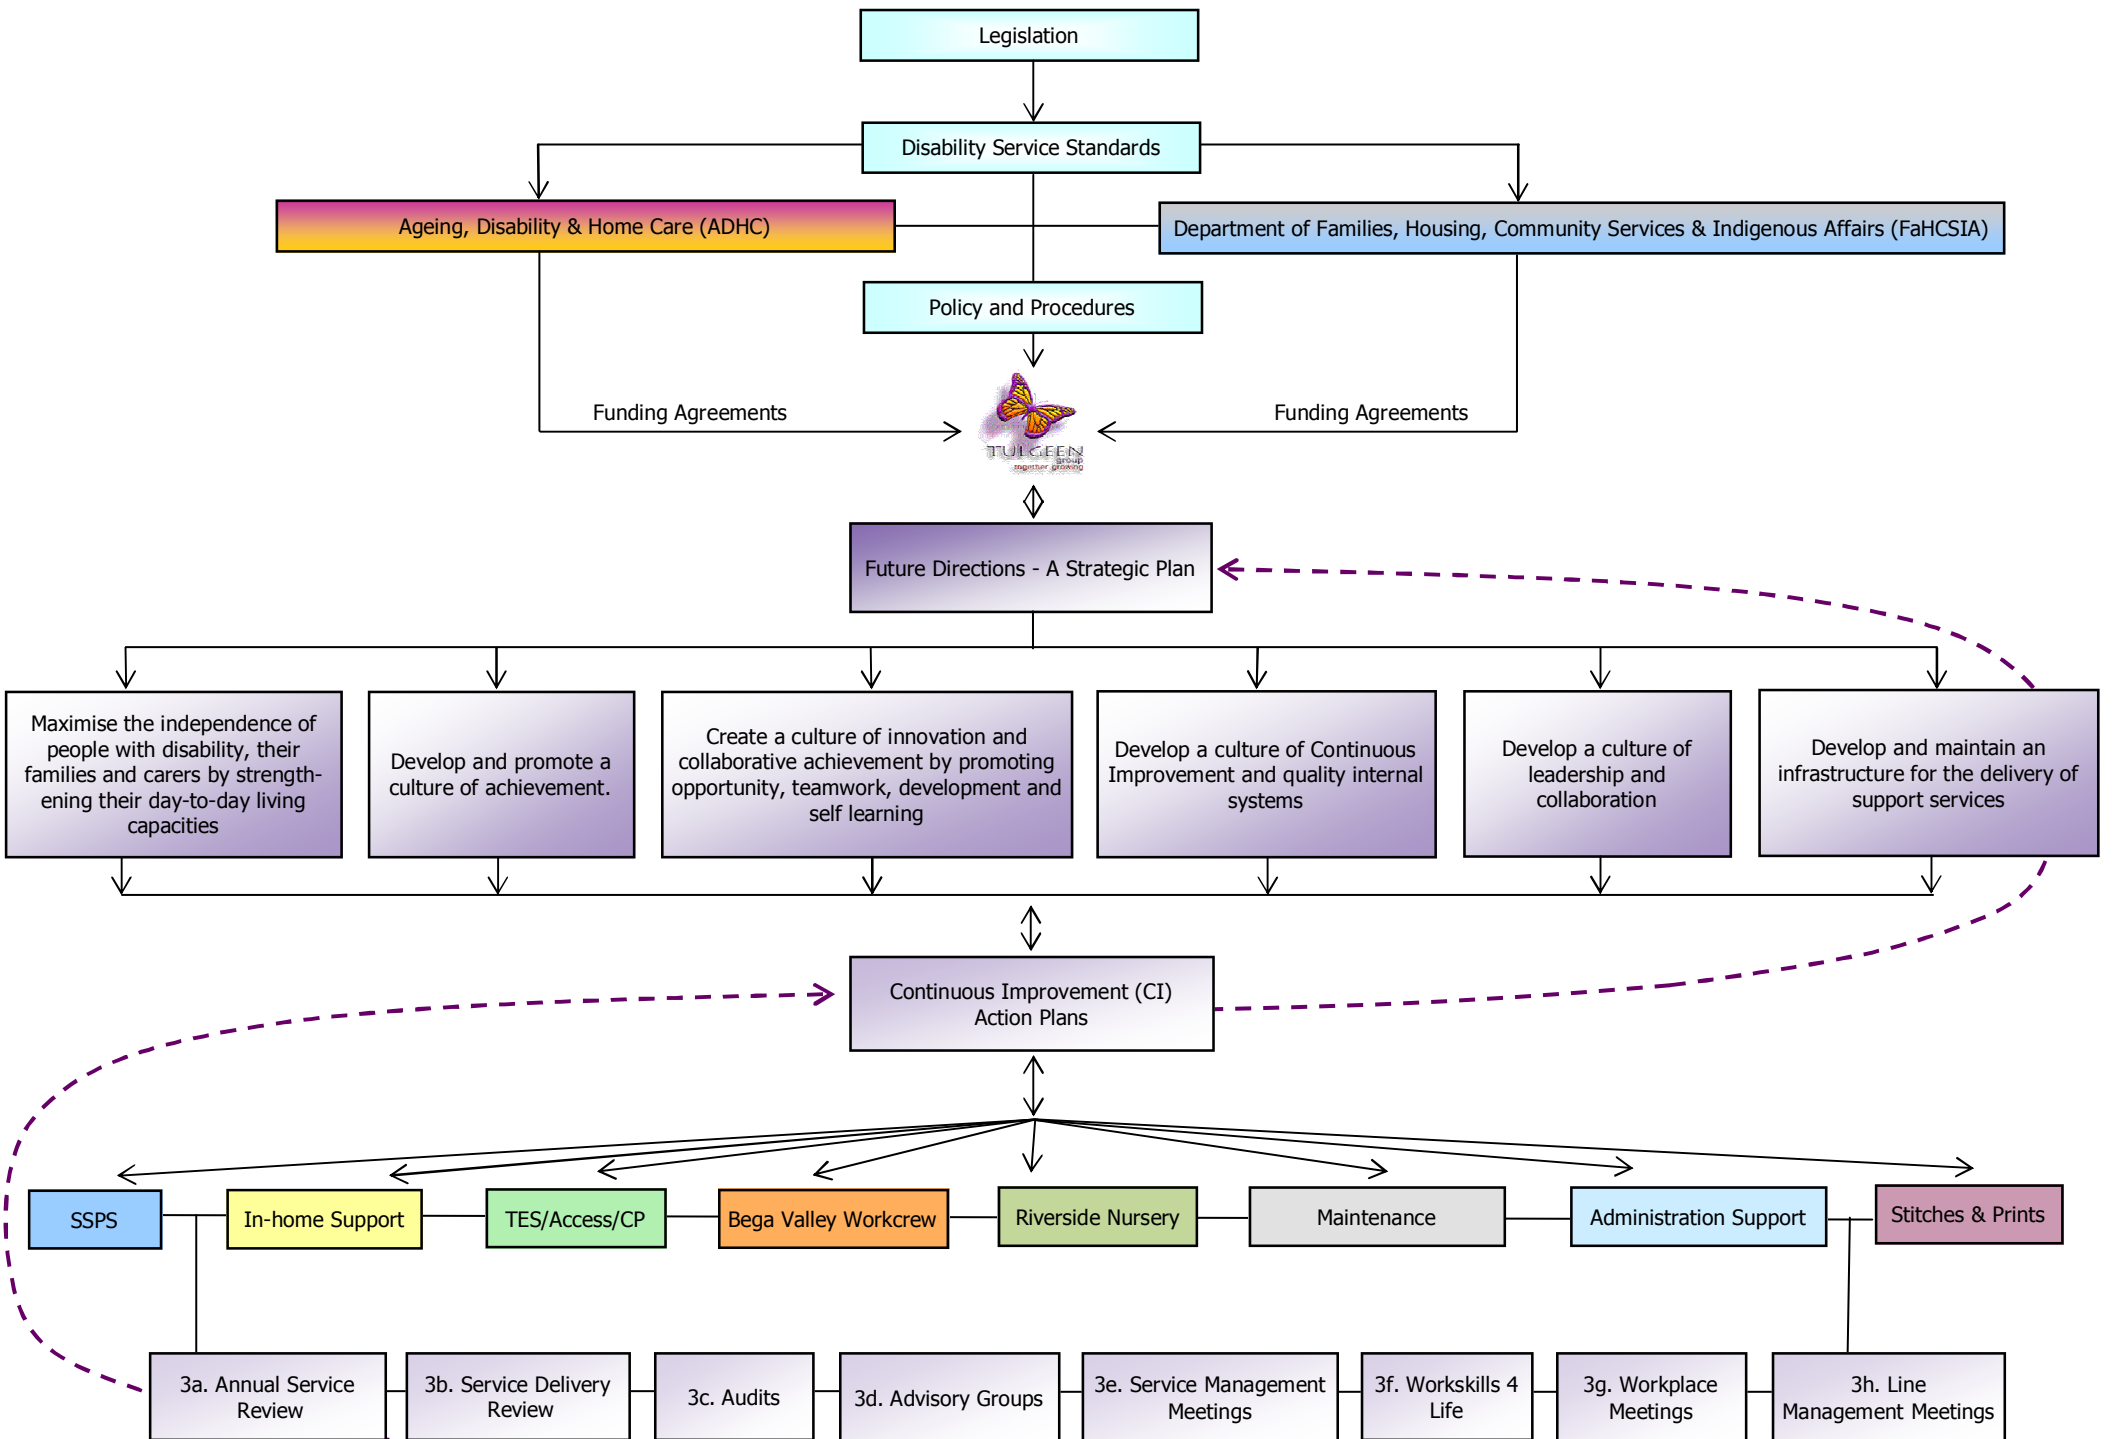 Legislation
Disability Service Standards
Ageing, Disability & Home Care (ADHC)
Department of Families, Housing, Community Services & Indigenous Affairs (FaHCSIA)
Policy and Procedures
Funding Agreements
Funding Agreements
TULGEEN
group
together growing
Future Directions - A Strategic Plan
Maximise the independence of
people with disability, their
families and carers by strength-
ening their day-to-day living
capacities
Develop and promote a
culture of achievement.
Create a culture of innovation and
collaborative achievement by promoting
opportunity, teamwork, development and
self learning
Develop a culture of Continuous
Improvement and quality internal
systems
Develop a culture of
leadership and
collaboration
Develop and maintain an
infrastructure for the delivery of
support services
Continuous Improvement (CI)
Action Plans
SSPS
In-home Support
TES/Access/CP
Bega Valley Workcrew
Riverside Nursery
Maintenance
Administration Support
Stitches & Prints
3a. Annual Service
Review
3b. Service Delivery
Review
3c. Audits
3d. Advisory Groups
3e. Service Management
Meetings
3f. Workskills 4
Life
3g. Workplace
Meetings
3h. Line
Management Meetings